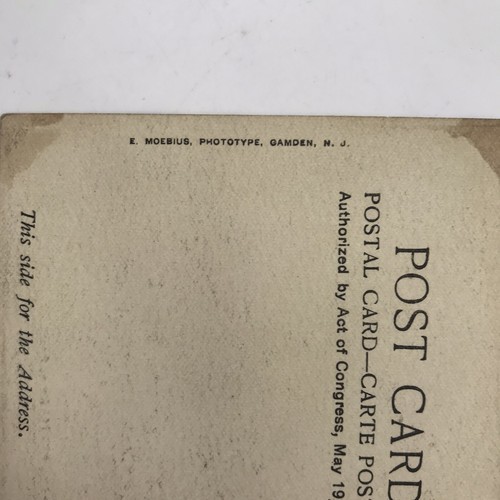 E. MOEBIUS, PHOTOTYPE, CAMDEN, N. J.
POST CARD
POSTAL CARD—CARTE POS
Authorized by Act of Congress, May 19
This side for the Address.